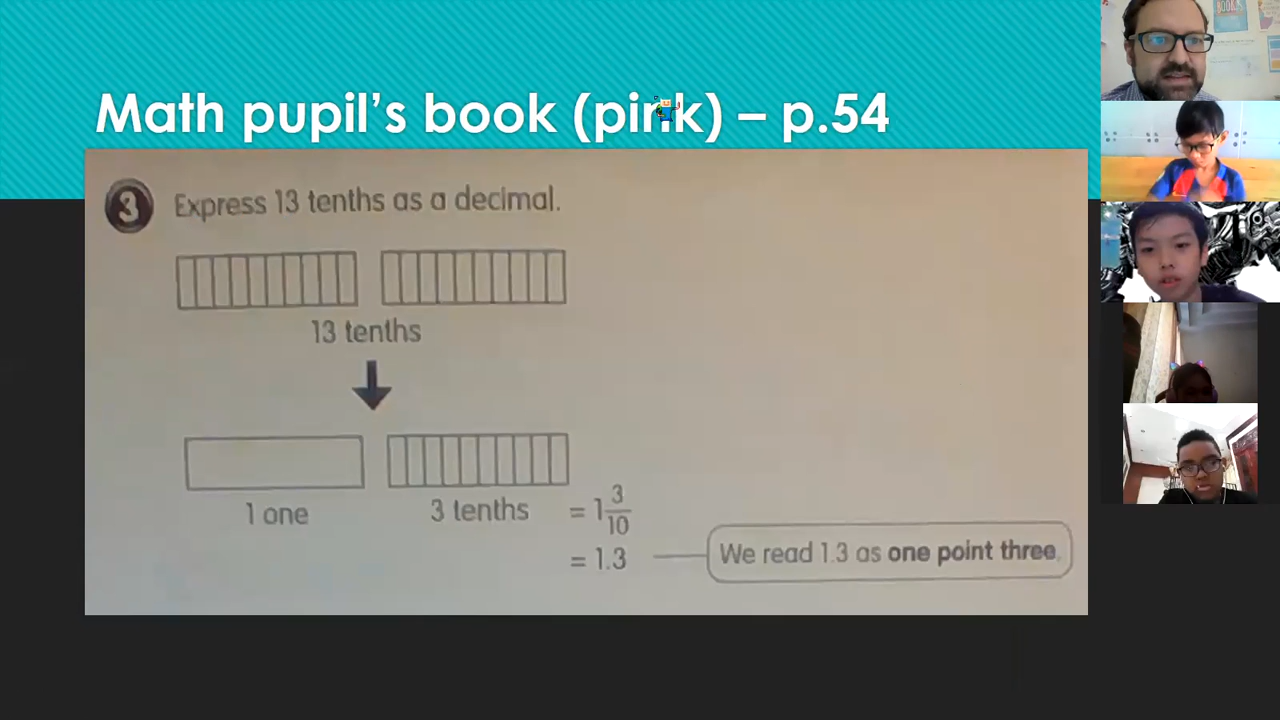 Math pupil's book (pink) – p.54
3 Express 13 tenths as a decimal.
13 tenths
1 one 3 tenths = 1 3/10
= 1.3 We read 1.3 as one point three.
BOOKS